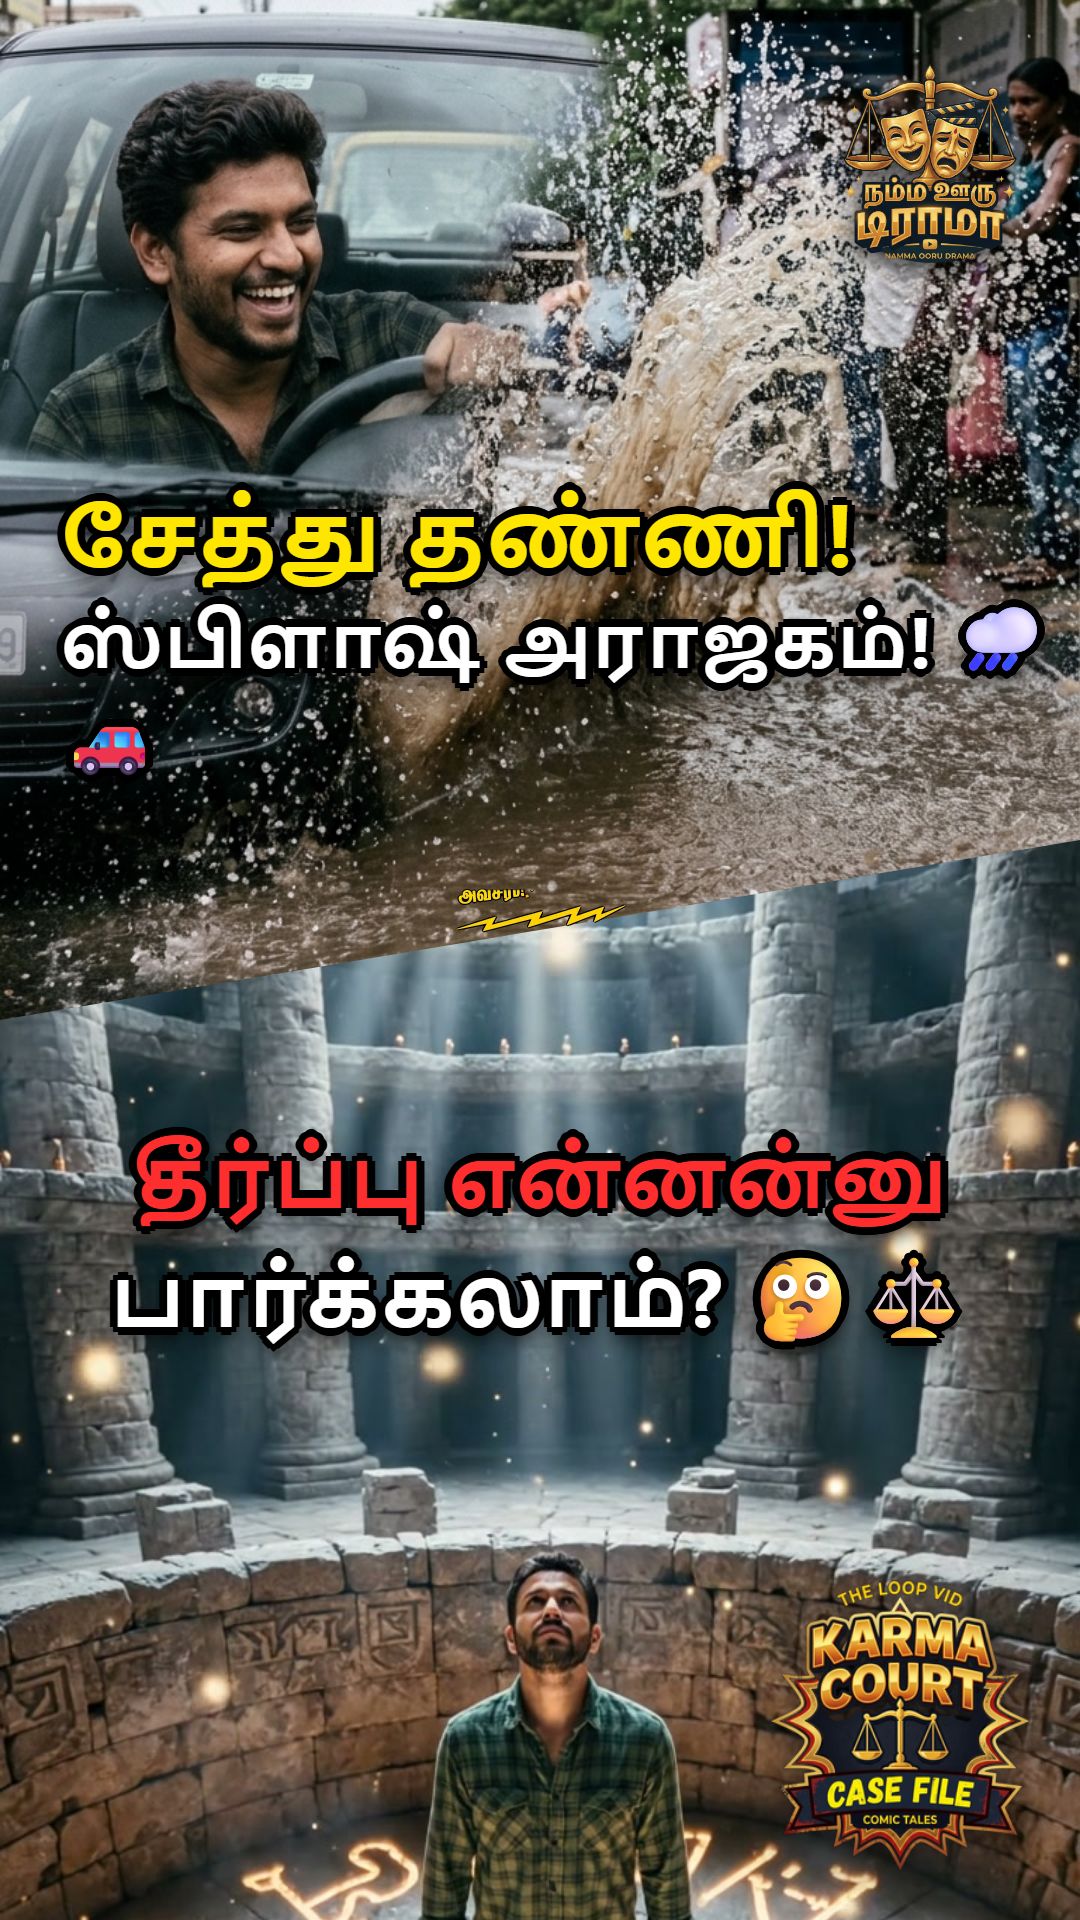 நம்ம ஊரு
டிராமா
NAMMA OORU DRAMA
சேத்து தண்ணி!
ஸ்பிளாஷ் அராஜகம்! 🌧️
🚗
தீர்ப்பு என்னன்னு
பார்க்கலாம்? 🤔 ⚖️
THE LOOP VID
KARMA
COURT
CASE FILE
COMIC TALES